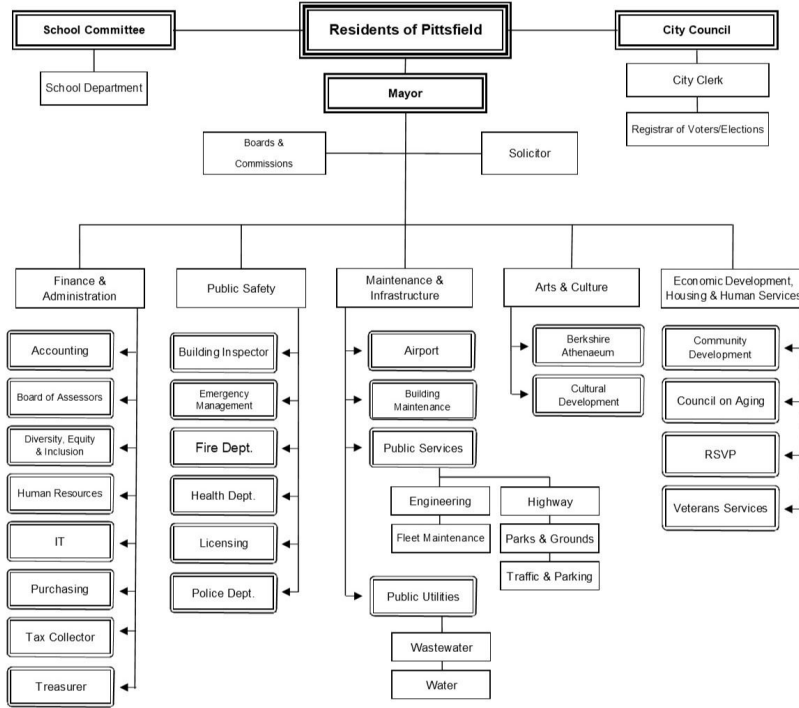 School Committee
Residents of Pittsfield
City Council
School Department
Mayor
City Clerk
Registrar of Voters/Elections
Boards &
Commissions
Solicitor
Finance &
Administration
Public Safety
Maintenance &
Infrastructure
Arts & Culture
Economic Development,
Housing & Human Services
Accounting
Board of Assessors
Diversity, Equity
& Inclusion
Human Resources
IT
Purchasing
Tax Collector
Treasurer
Building Inspector
Emergency
Management
Fire Dept.
Health Dept.
Licensing
Police Dept.
Airport
Building
Maintenance
Public Services
Engineering
Fleet Maintenance
Highway
Parks & Grounds
Traffic & Parking
Public Utilities
Wastewater
Water
Berkshire
Athenaeum
Cultural
Development
Community
Development
Council on Aging
RSVP
Veterans Services